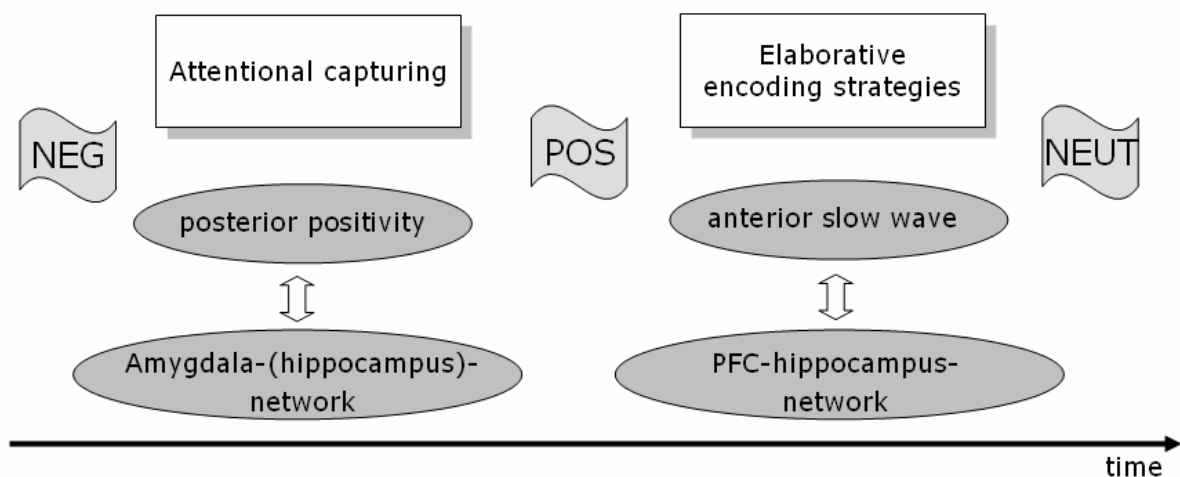 Attentional capturing
Elaborative
encoding strategies
NEG
POS
NEUT
posterior positivity
anterior slow wave
Amygdala-(hippocampus)-
network
PFC-hippocampus-
network
time